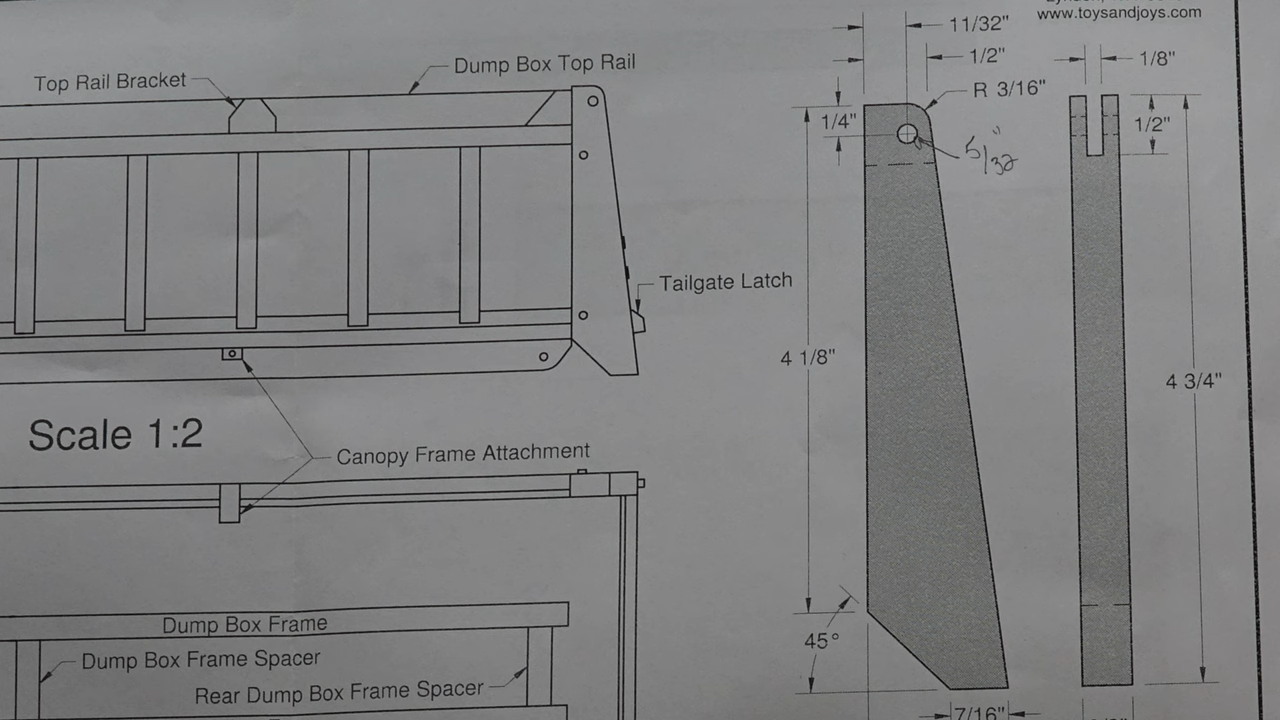 www.toysandjoys.com
11/32"
Top Rail Bracket
Dump Box Top Rail
1/2"
1/8"
R 3/16"
1/4"
5/32"
1/2"
Tailgate Latch
4 1/8"
4 3/4"
Scale 1:2
Canopy Frame Attachment
Dump Box Frame
45°
Dump Box Frame Spacer
Rear Dump Box Frame Spacer
7/16"